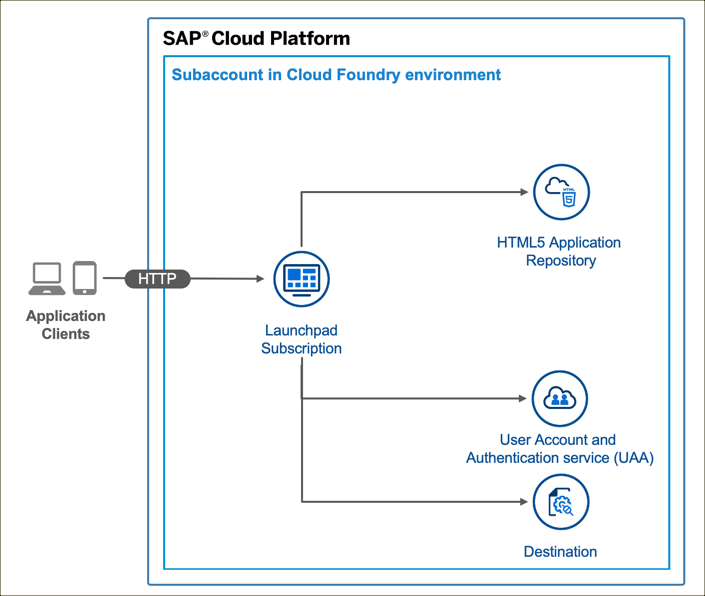 SAP® Cloud Platform
Subaccount in Cloud Foundry environment
HTML
5
HTML5 Application
Repository
HTTP
Application
Clients
Launchpad
Subscription
User Account and
Authentication service (UAA)
Destination